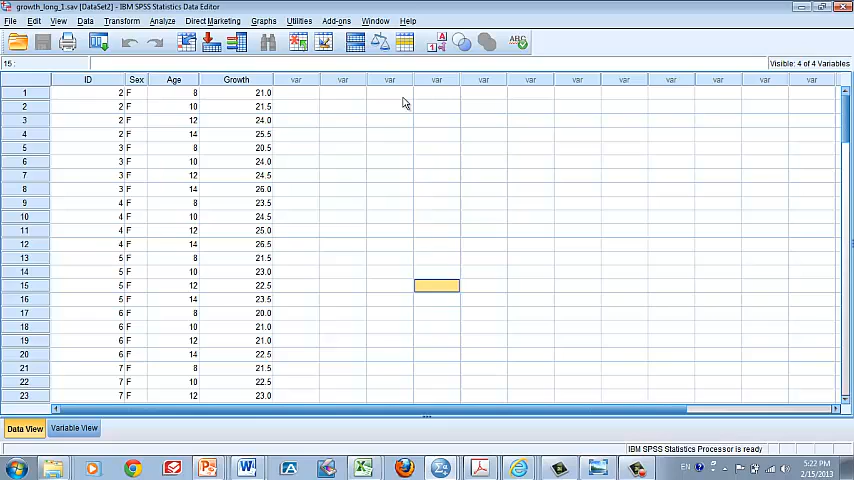 growth_long_1.sav [DataSet2] - IBM SPSS Statistics Data Editor
File Edit View Data Transform Analyze Direct Marketing Graphs Utilities Add-ons Window Help
15 : Visible: 4 of 4 Variables
ID Sex Age Growth var var var var var var var var var var var var
1 2 F 8 21.0
2 2 F 10 21.5
3 2 F 12 24.0
4 2 F 14 25.5
5 3 F 8 20.5
6 3 F 10 24.0
7 3 F 12 24.5
8 3 F 14 26.0
9 4 F 8 23.5
10 4 F 10 24.5
11 4 F 12 25.0
12 4 F 14 26.5
13 5 F 8 21.5
14 5 F 10 23.0
15 5 F 12 22.5
16 5 F 14 23.5
17 6 F 8 20.0
18 6 F 10 21.0
19 6 F 12 21.0
20 6 F 14 22.5
21 7 F 8 21.5
22 7 F 10 22.5
23 7 F 12 23.0
Data View Variable View
IBM SPSS Statistics Processor is ready
EN 5:22 PM
2/15/2013